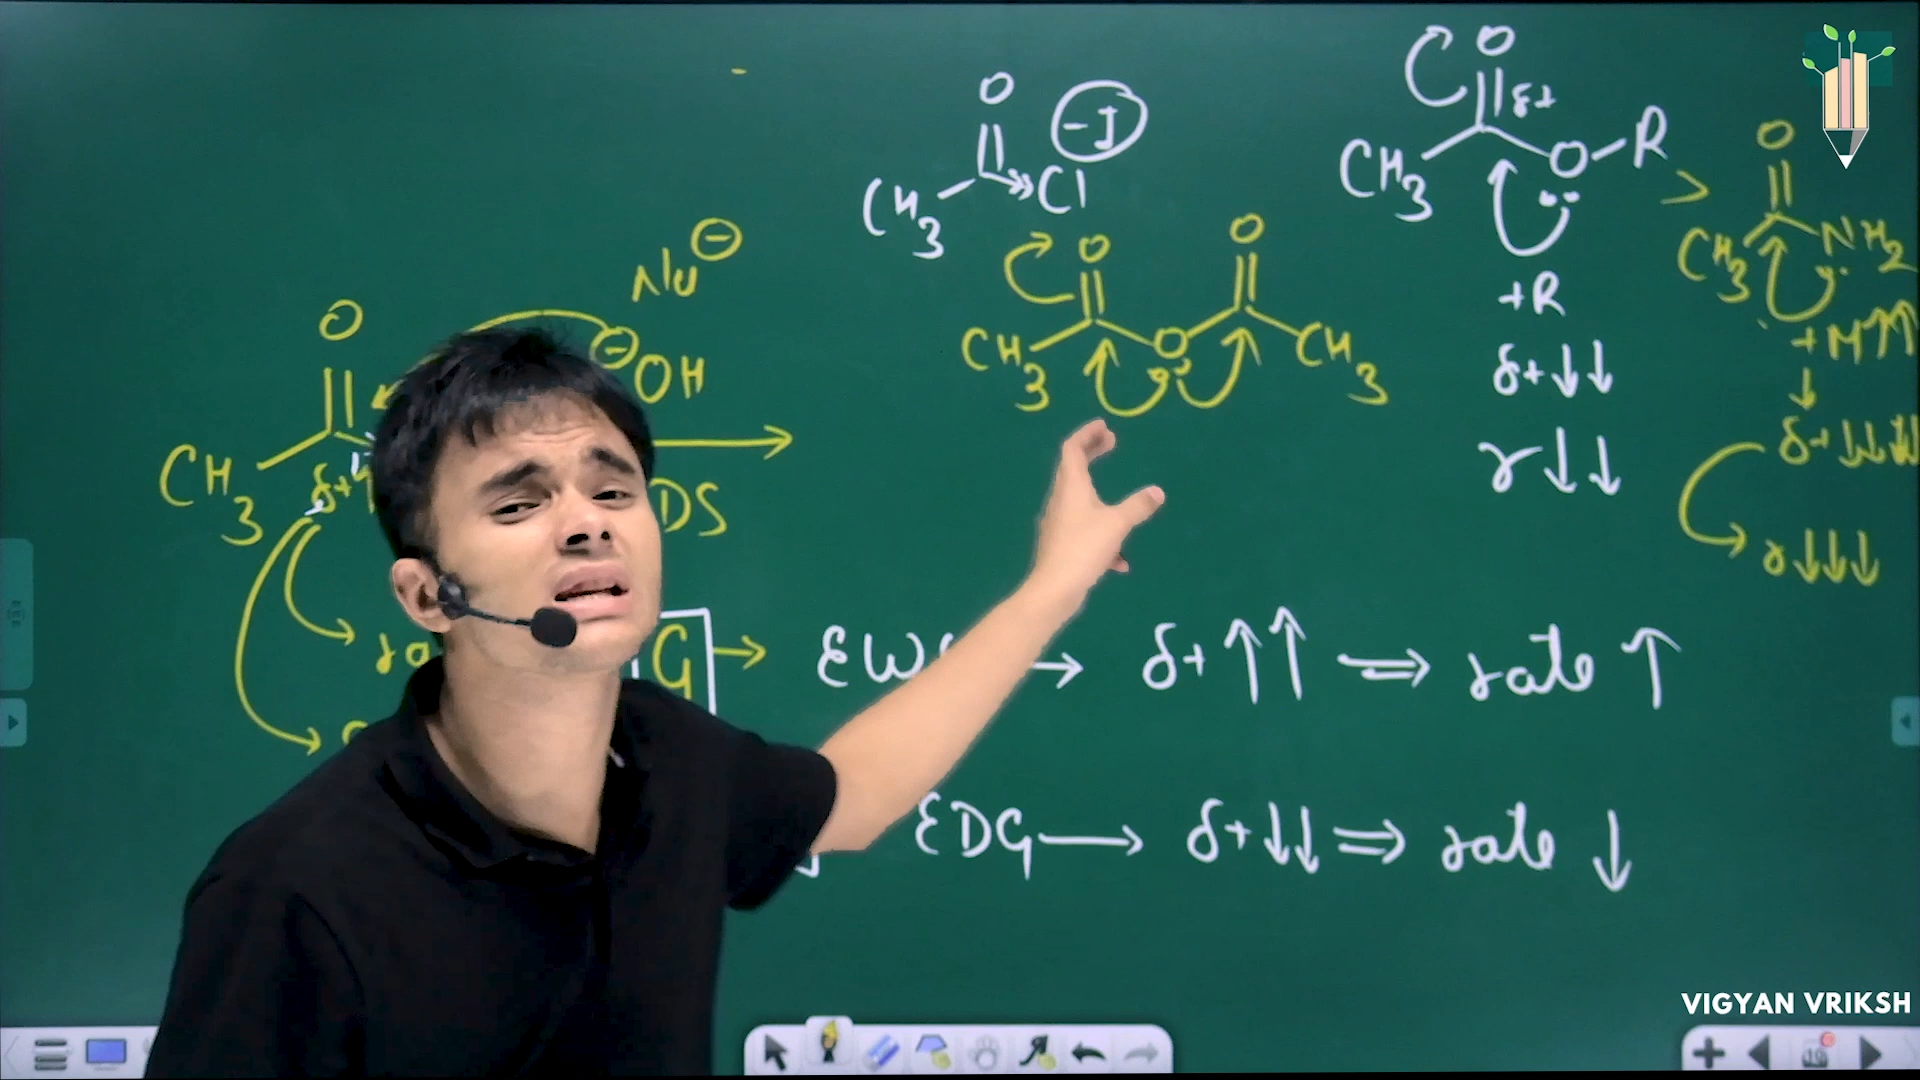 O
CH3
Cl
-I
O
δ+
CH3
O-R
>
O
CH3
NH2
Nu⊖
O
⊖OH
CH3
δ+
O
O
CH3
O
CH3
+R
δ+↓↓
r↓↓
+M↑↑
↓
δ+↓↓↓
r↓↓↓
DS
G → EW → δ+↑↑ ⇒ rate ↑
EDG → δ+↓↓ ⇒ rate ↓
VIGYAN VRIKSH